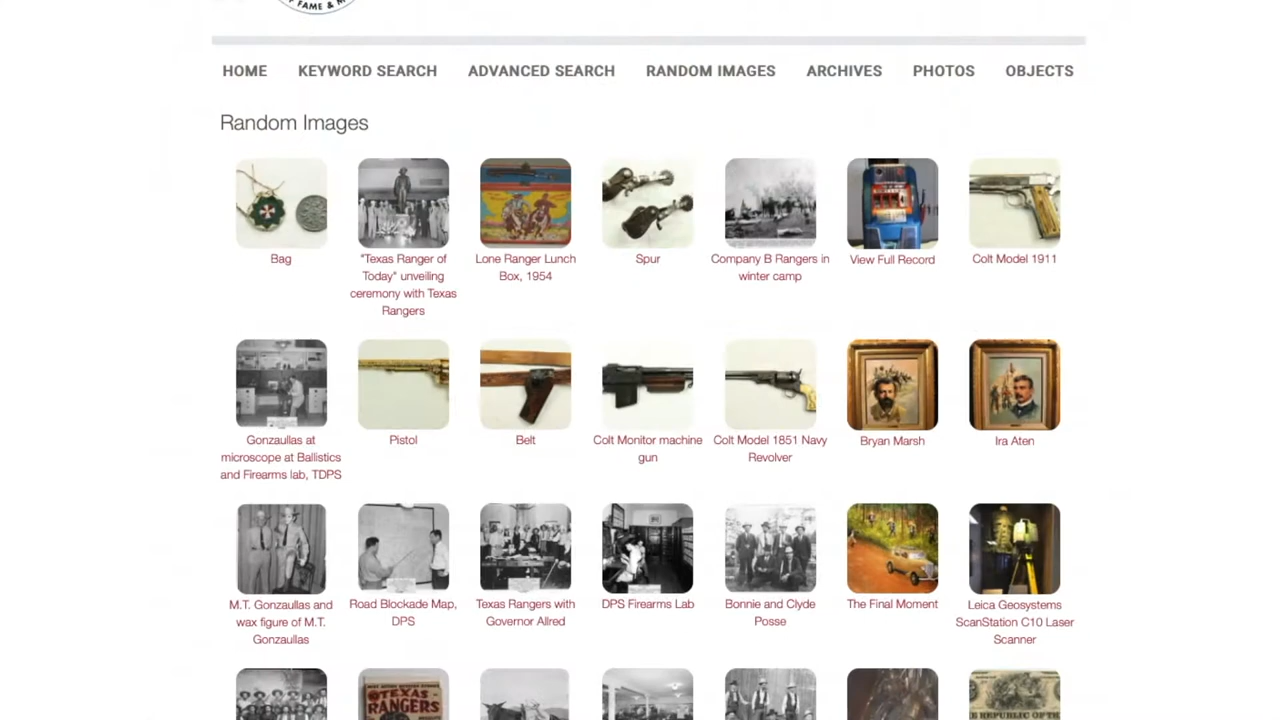 FAME & M
HOME KEYWORD SEARCH ADVANCED SEARCH RANDOM IMAGES ARCHIVES PHOTOS OBJECTS
Random Images
Bag
"Texas Ranger of
Today" unveiling
ceremony with Texas
Rangers
Lone Ranger Lunch
Box, 1954
Spur
Company B Rangers in
winter camp
View Full Record
Colt Model 1911
Gonzaullas at
microscope at Ballistics
and Firearms lab, TDPS
Pistol
Belt
Colt Monitor machine
gun
Colt Model 1851 Navy
Revolver
Bryan Marsh
Ira Aten
M.T. Gonzaullas and
wax figure of M.T.
Gonzaullas
Road Blockade Map,
DPS
Texas Rangers with
Governor Allred
DPS Firearms Lab
Bonnie and Clyde
Posse
The Final Moment
Leica Geosystems
ScanStation C10 Laser
Scanner
TEXAS
RANGERS
REPUBLIC OF